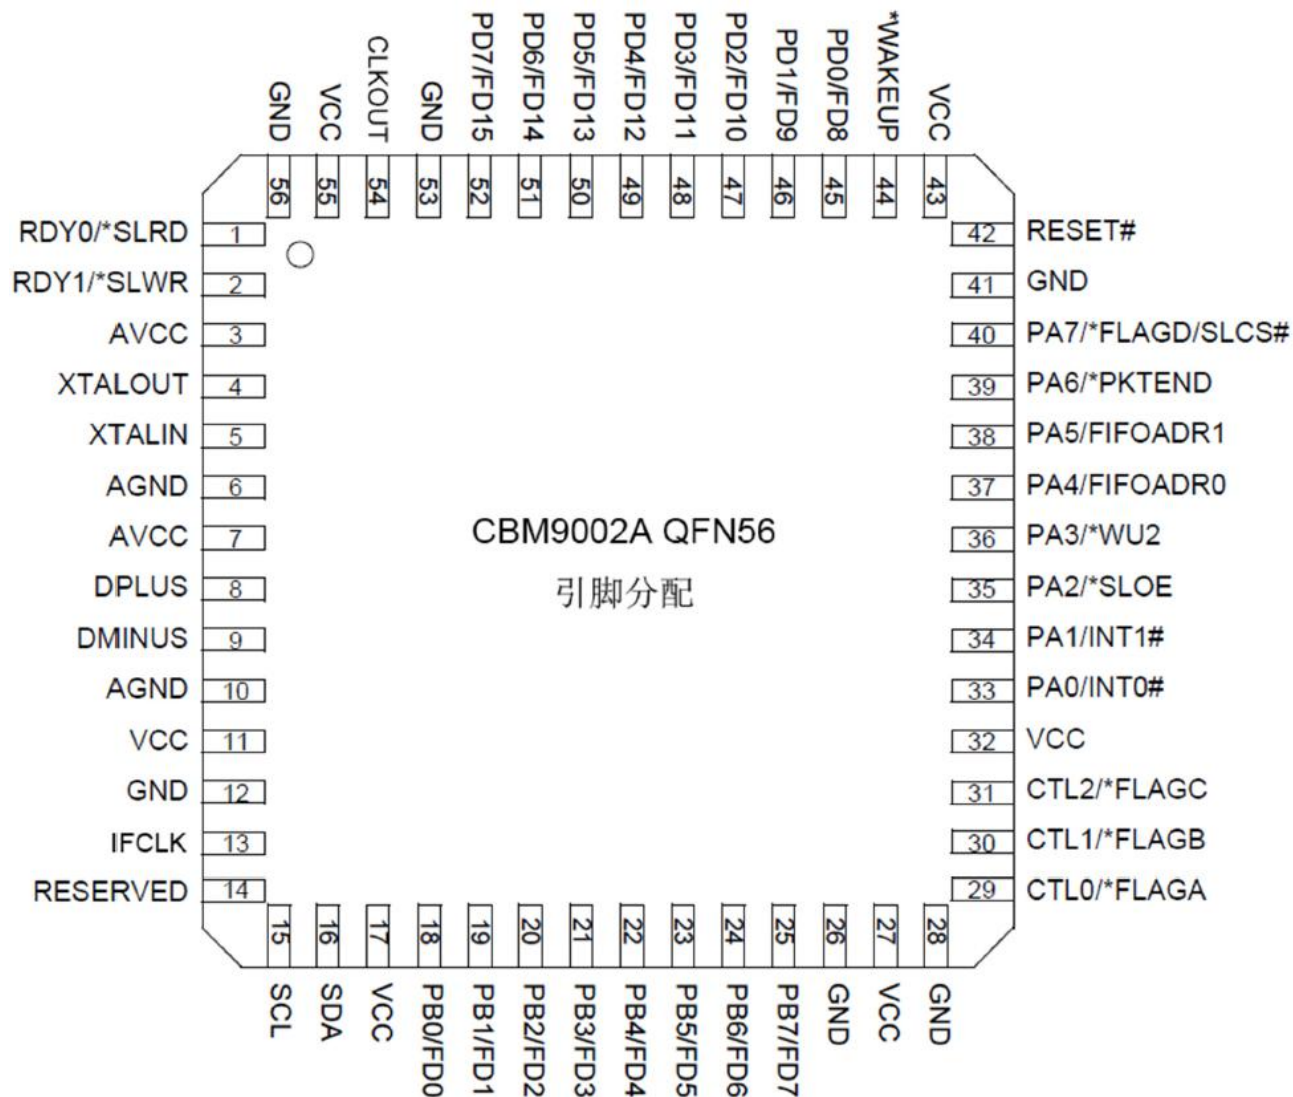 GND
VCC
CLKOUT
GND
PD7/FD15
PD6/FD14
PD5/FD13
PD4/FD12
PD3/FD11
PD2/FD10
PD1/FD9
PD0/FD8
*WAKEUP
VCC
56
55
54
53
52
51
50
49
48
47
46
45
44
43
RDY0/*SLRD 1
RDY1/*SLWR 2
AVCC 3
XTALOUT 4
XTALIN 5
AGND 6
AVCC 7
DPLUS 8
DMINUS 9
AGND 10
VCC 11
GND 12
IFCLK 13
RESERVED 14
CBM9002A QFN56
引脚分配
42 RESET#
41 GND
40 PA7/*FLAGD/SLCS#
39 PA6/*PKTEND
38 PA5/FIFOADR1
37 PA4/FIFOADR0
36 PA3/*WU2
35 PA2/*SLOE
34 PA1/INT1#
33 PA0/INT0#
32 VCC
31 CTL2/*FLAGC
30 CTL1/*FLAGB
29 CTL0/*FLAGA
15
16
17
18
19
20
21
22
23
24
25
26
27
28
SCL
SDA
VCC
PB0/FD0
PB1/FD1
PB2/FD2
PB3/FD3
PB4/FD4
PB5/FD5
PB6/FD6
PB7/FD7
GND
VCC
GND